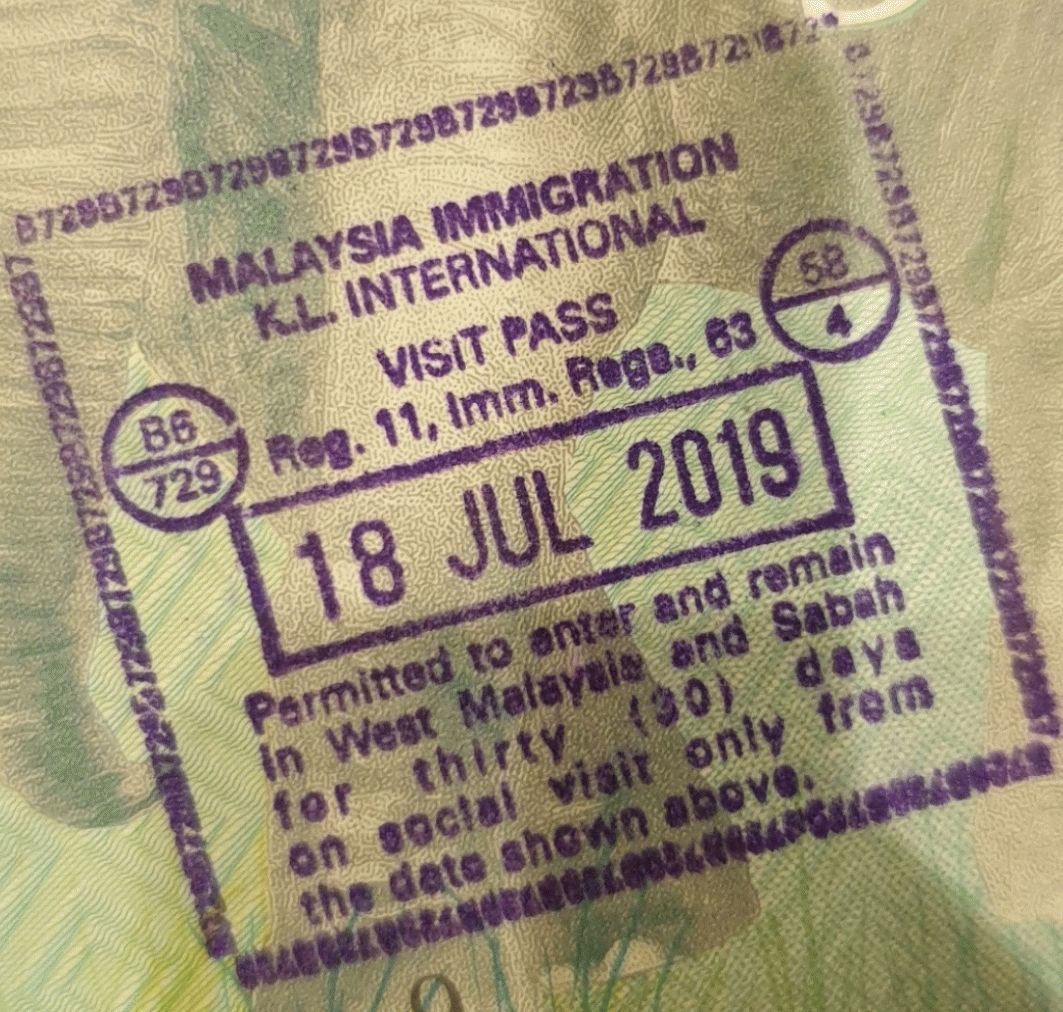 B729B729B729B729B729B729B729B729B729B729
MALAYSIA IMMIGRATION
K.L. INTERNATIONAL
58
4
VISIT PASS
B6
729
Reg. 11, Imm. Regs., 63
18 JUL 2019
Permitted to enter and remain
in West Malaysia and Sabah
for thirty (30) days
on social visit only from
the date shown above.